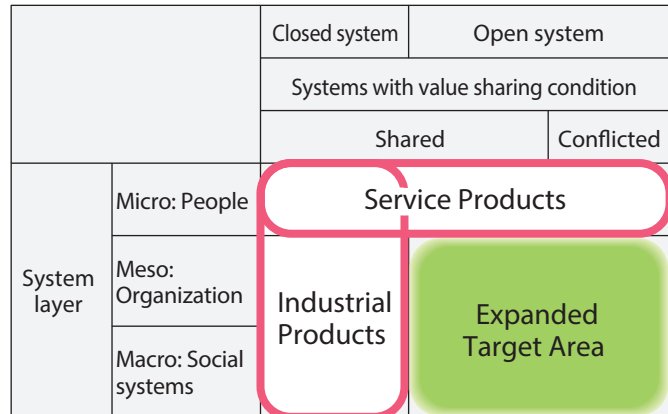 Closed system
Open system
Systems with value sharing condition
Shared
Conflicted
System
layer
Micro: People
Service Products
Meso:
Organization
Industrial
Products
Expanded
Target Area
Macro: Social
systems